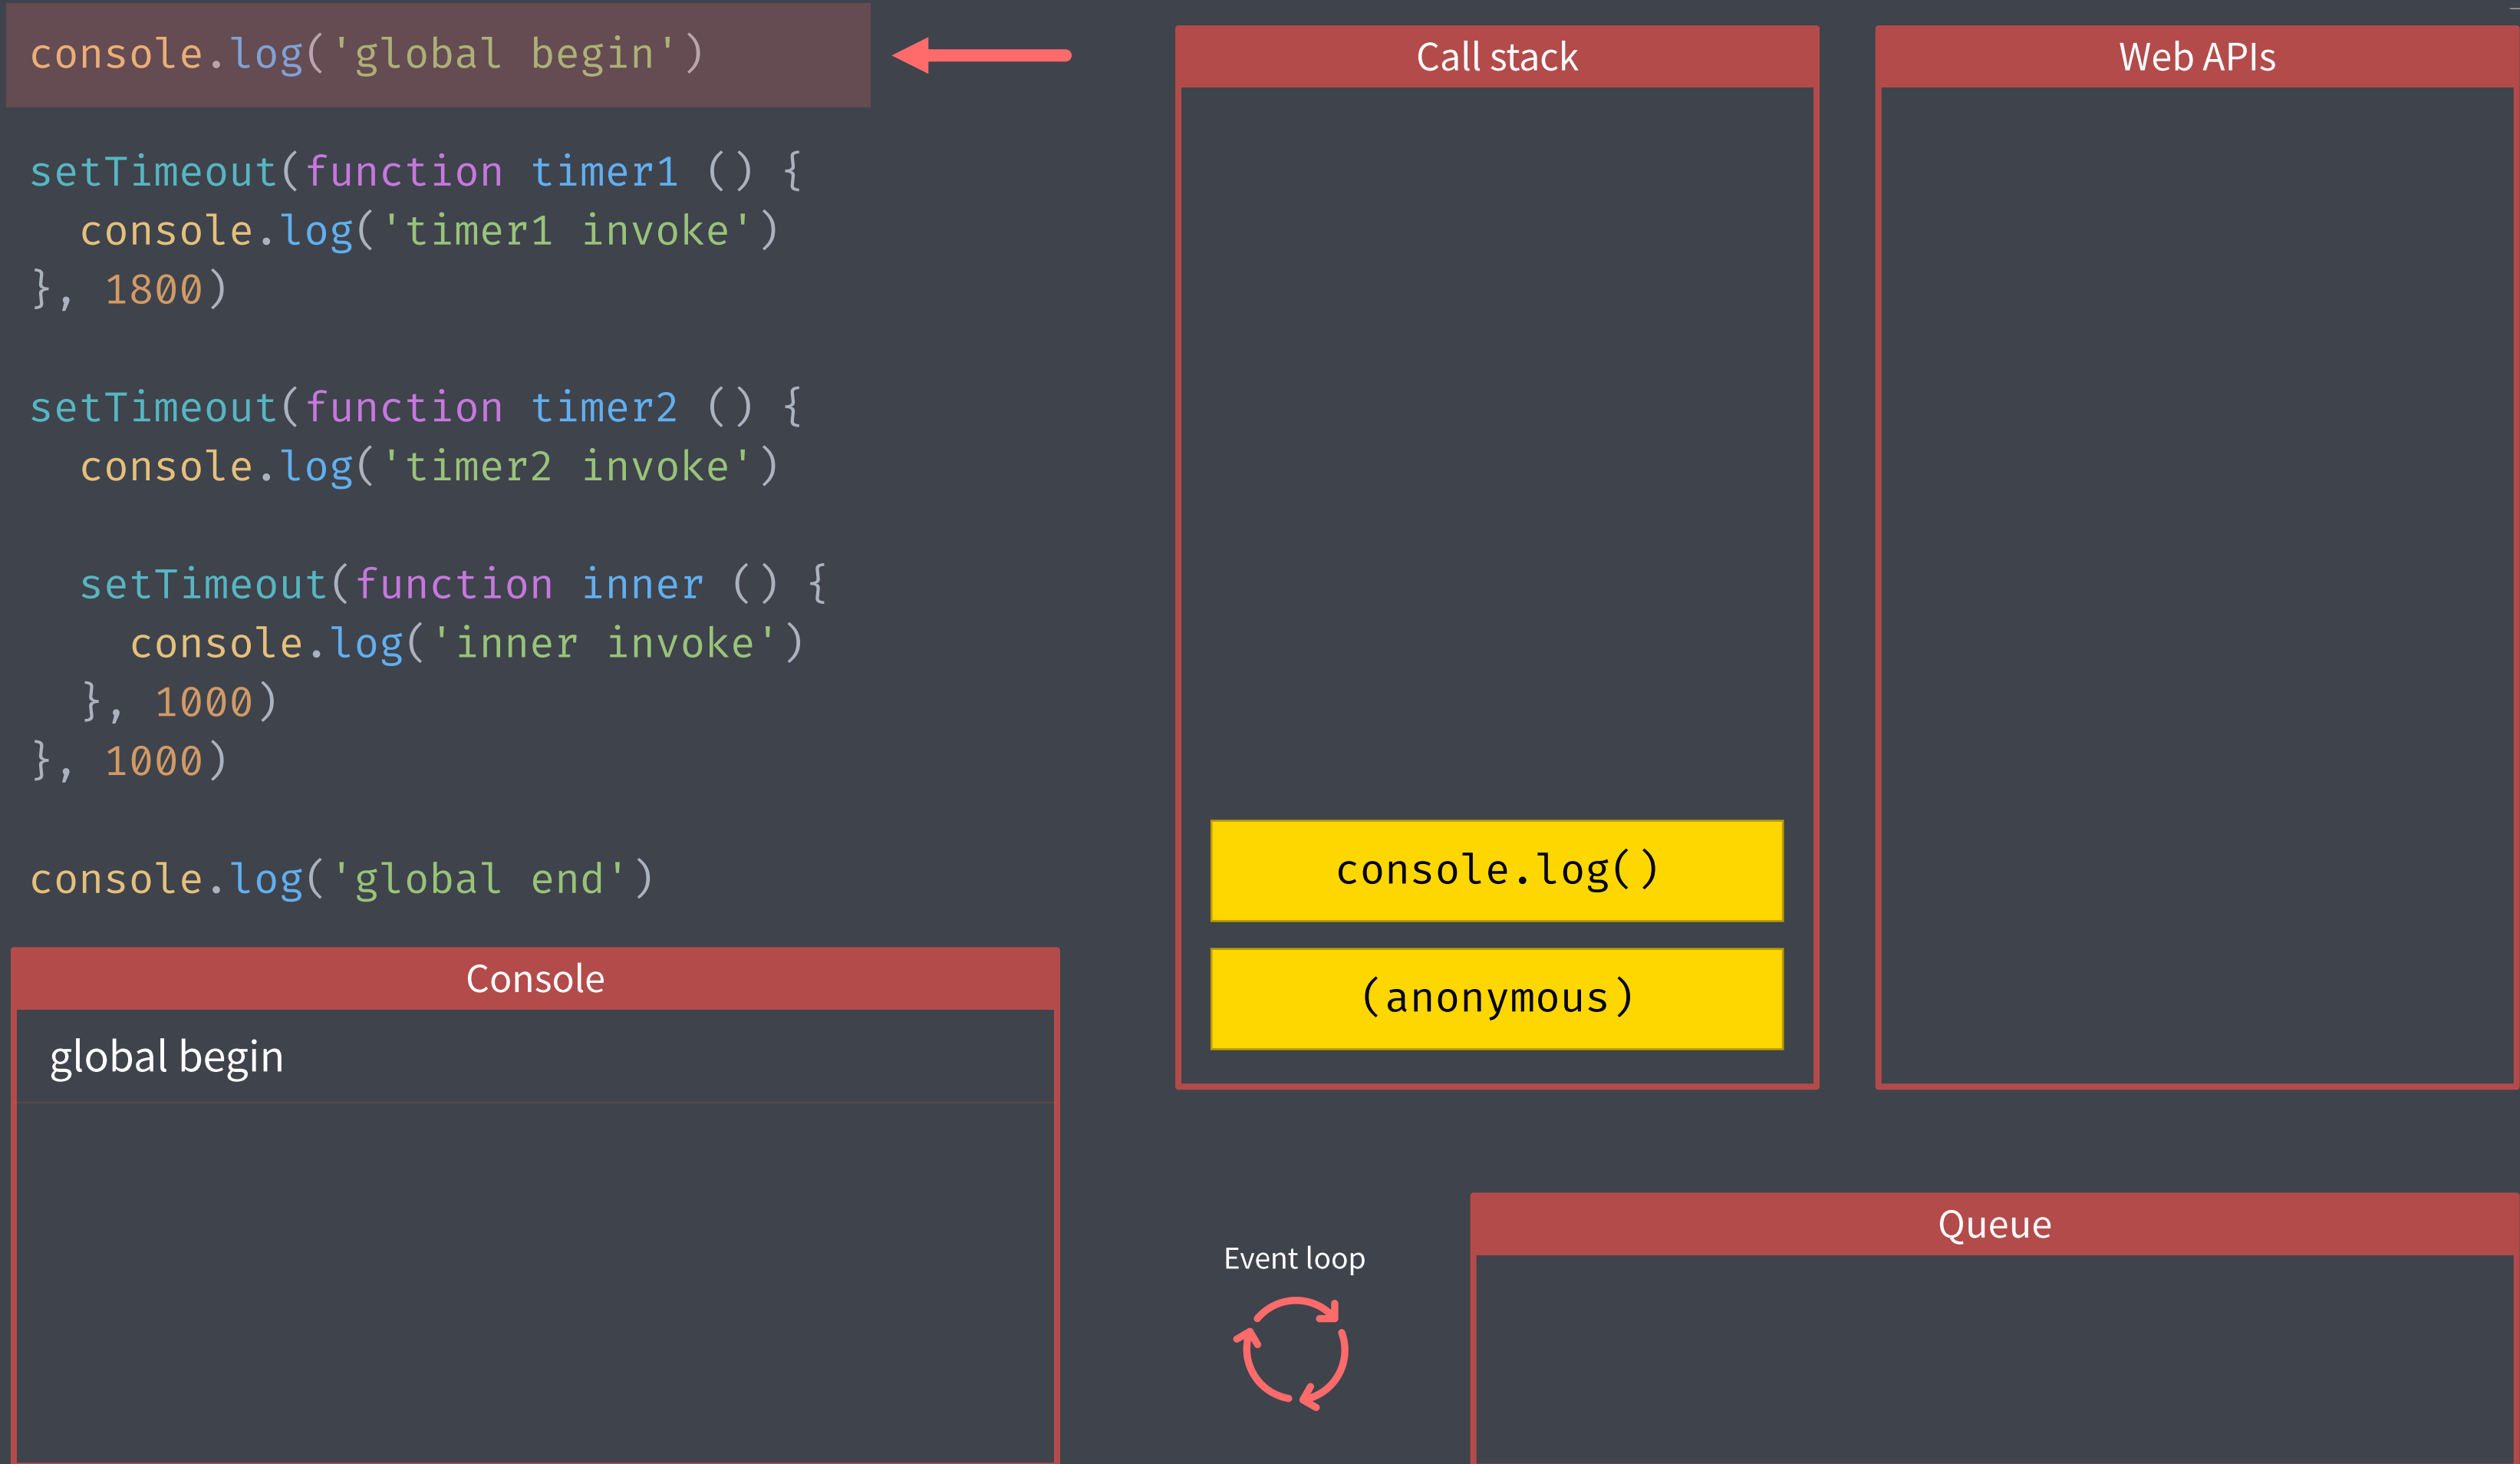 console.log('global begin')
setTimeout(function timer1 () {
  console.log('timer1 invoke')
}, 1800)
setTimeout(function timer2 () {
  console.log('timer2 invoke')
  setTimeout(function inner () {
    console.log('inner invoke')
  }, 1000)
}, 1000)
console.log('global end')
Console
global begin
Call stack
console.log()
(anonymous)
Web APIs
Event loop
Queue